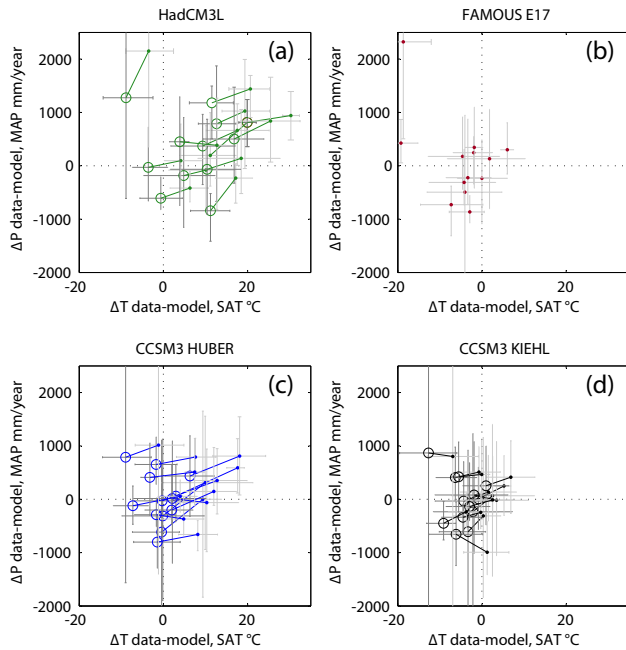 HadCM3L
FAMOUS E17
(a)
(b)
ΔP data-model, MAP mm/year
ΔP data-model, MAP mm/year
2000
1000
0
-1000
-2000
2000
1000
0
-1000
-2000
-20 0 20
-20 0 20
ΔT data-model, SAT °C
ΔT data-model, SAT °C
CCSM3 HUBER
CCSM3 KIEHL
(c)
(d)
ΔP data-model, MAP mm/year
ΔP data-model, MAP mm/year
2000
1000
0
-1000
-2000
2000
1000
0
-1000
-2000
-20 0 20
-20 0 20
ΔT data-model, SAT °C
ΔT data-model, SAT °C